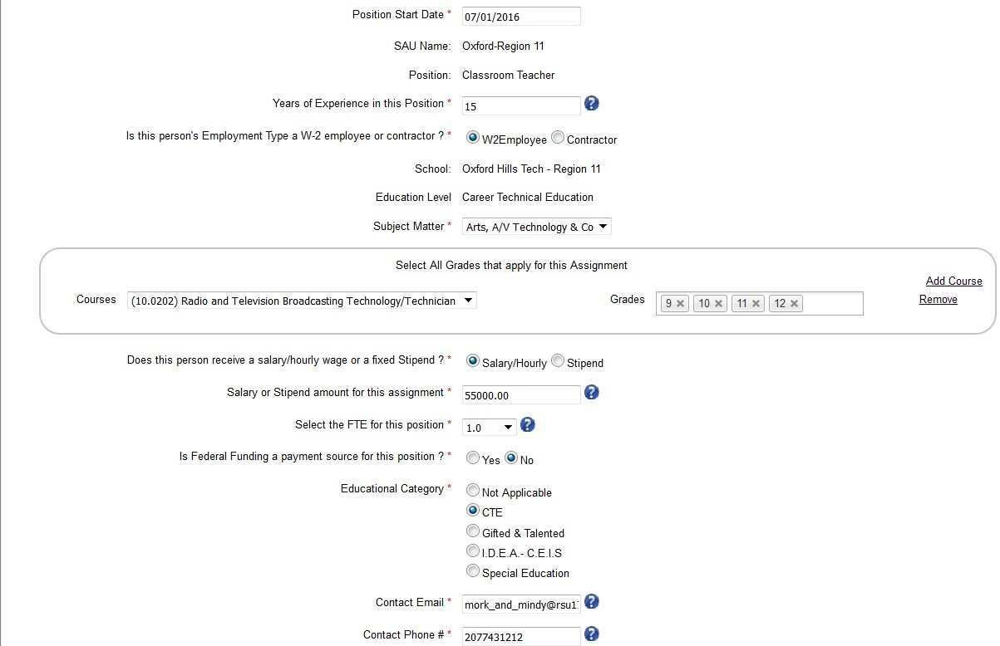 Position Start Date * 07/01/2016
SAU Name: Oxford-Region 11
Position: Classroom Teacher
Years of Experience in this Position * 15 ?
Is this person's Employment Type a W-2 employee or contractor ? * W2Employee Contractor
School: Oxford Hills Tech - Region 11
Education Level Career Technical Education
Subject Matter * Arts, A/V Technology & Co
Select All Grades that apply for this Assignment
Add Course
Courses (10.0202) Radio and Television Broadcasting Technology/Technician Grades 9 x 10 x 11 x 12 x Remove
Does this person receive a salary/hourly wage or a fixed Stipend ? * Salary/Hourly Stipend
Salary or Stipend amount for this assignment * 55000.00 ?
Select the FTE for this position * 1.0 ?
Is Federal Funding a payment source for this position ? * Yes No
Educational Category * Not Applicable
CTE
Gifted & Talented
I.D.E.A.- C.E.I.S
Special Education
Contact Email * mork_and_mindy@rsu1 ?
Contact Phone # * 2077431212 ?